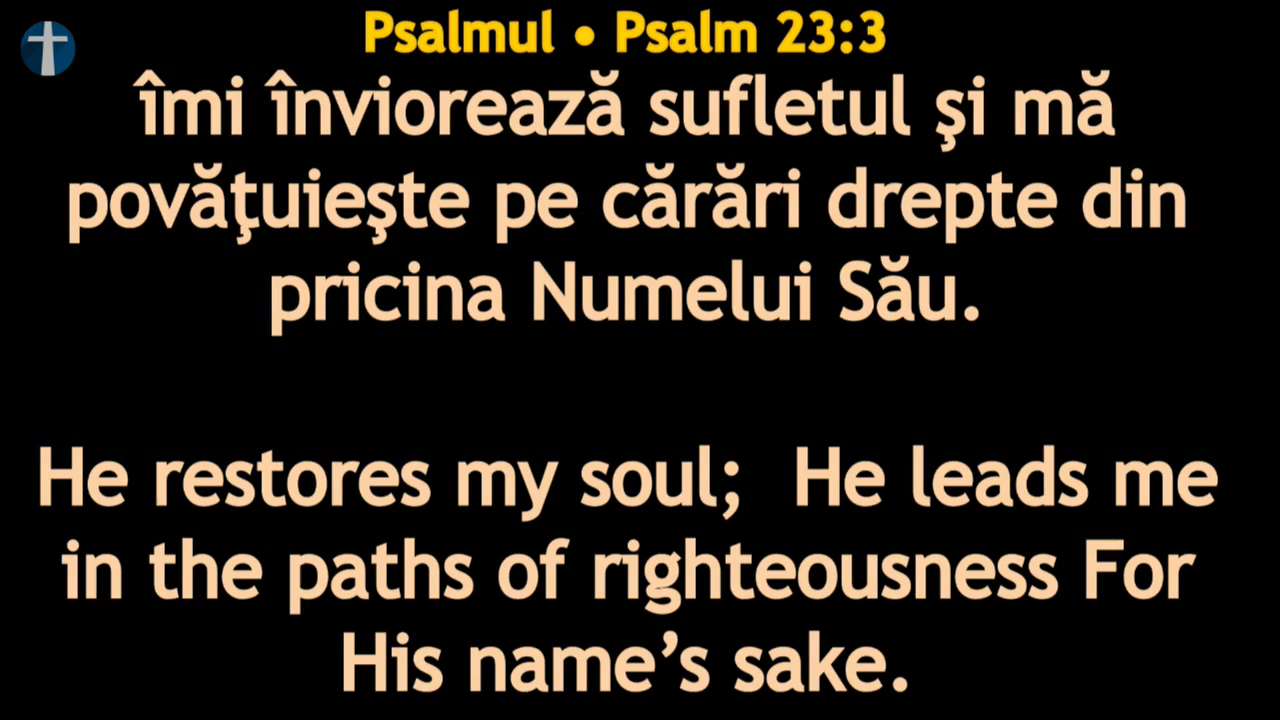 Psalmul • Psalm 23:3
îmi înviorează sufletul şi mă
povăţuieşte pe cărări drepte din
pricina Numelui Său.
He restores my soul;  He leads me
in the paths of righteousness For
His name’s sake.